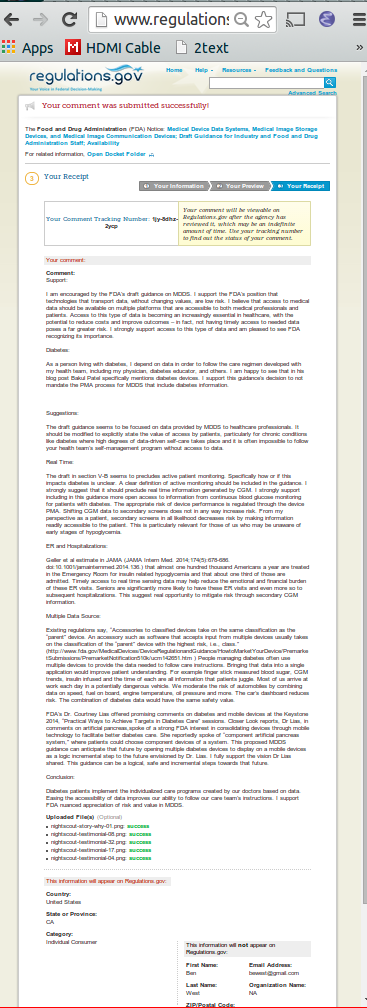 www.regulations
Apps HDMI Cable 2text
regulations.gov
Your Voice in Federal Decision-Making
Home Help Resources Feedback and Questions
Advanced Search
Your comment was submitted successfully!
The Food and Drug Administration (FDA) Notice: Medical Device Data Systems, Medical Image Storage
Devices, and Medical Image Communication Devices; Draft Guidance for Industry and Food and Drug
Administration Staff; Availability
For related information, Open Docket Folder
3 Your Receipt
1 Your Information 2 Your Preview 3 Your Receipt
Your Comment Tracking Number: 1jy-8dhz-
2ycp
Your comment will be viewable on
Regulations.gov after the agency has
reviewed it, which may be an indefinite
amount of time. Use your tracking number
to find out the status of your comment.
Your comment:
Comment:
Support:
I am encouraged by the FDA's draft guidance on MDDS. I support the FDA's position that
technologies that transport data, without changing values, are low risk. I believe that access to medical
data should be available on multiple platforms that are accessible to both medical professionals and
patients. Access to this type of data is becoming an increasingly essential in healthcare, with the
potential to reduce costs and improve outcomes – in fact, not having timely access to needed data
poses a far greater risk. I strongly support access to this type of data and am pleased to see FDA
recognizing its importance.
Diabetes:
As a person living with diabetes, I depend on data in order to follow the care regimen developed with
my health team, including my physician, diabetes educator, and others. I am happy to see that in his
blog post Bakul Patel specifically mentions diabetes devices. I support this guidance's decision to not
mandate the PMA process for MDDS that include diabetes information.
Suggestions:
The draft guidance seems to be focused on data provided by MDDS to healthcare professionals. It
should be modified to explicitly state the value of access by patients, particularly for chronic conditions
like diabetes where high degrees of data-driven self-care takes place and it is often impossible to follow
your health team's self-management program without access to data.
Real Time:
The draft in section V-B seems to precludes active patient monitoring. Specifically how or if this
impacts diabetes is unclear. A clear definition of active monitoring should be included in the guidance. I
strongly suggest that it should preclude real time information generated by CGM. I strongly support
including in this guidance more open access to information from continuous blood glucose monitoring
for patients with diabetes. The appropriate risk of device performance is regulated through the device
PMA. Shifting CGM data to secondary screens does not in any way increase risk. From my
perspective as a patient, secondary screens in all likelihood decreases risk by making information
readily accessible to the patient. This is particularly relevant for those of us who may be unaware of
early stages of hypoglycemia.
ER and Hospitalizations:
Geller et al estimate in JAMA (JAMA Intern Med. 2014;174(5):678-686.
doi:10.1001/jamainternmed.2014.136.) that almost one hundred thousand Americans a year are treated
in the Emergency Room for insulin related hypoglycemia and that about one third of those are
admitted. Timely access to real time sensing data may help reduce the emotional and financial burden
of these ER visits. Seniors are significantly more likely to have these ER visits and even more so to
subsequent hospitalizations. This suggest real opportunity to mitigate risk through secondary CGM
information.
Multiple Data Source:
Existing regulations say, "Accessories to classified devices take on the same classification as the
"parent" device. An accessory such as software that accepts input from multiple devices usually takes
on the classification of the "parent" device with the highest risk, i.e., class."
(http://www.fda.gov/MedicalDevices/DeviceRegulationandGuidance/HowtoMarketYourDevice/Premarke
tSubmissions/PremarketNotification510k/ucm142651.htm ) People managing diabetes often use
multiple devices to provide the data needed to follow care instructions. Bringing that data into a single
application would improve patient understanding. For example finger stick measured blood sugar, CGM
trends, insulin infused and the time of each are all information that patients juggle. Most of us arrive at
work each day in a potentially dangerous vehicle. We moderate the risk of automobiles by combining
data on speed, fuel on board, engine temperature, oil pressure and more. The car's dashboard reduces
risk. The combination of diabetes data would have the same safety value.
FDA's Dr. Courtney Lias offered promising comments on diabetes and mobile devices at the Keystone
2014, "Practical Ways to Achieve Targets in Diabetes Care" sessions. Closer Look reports, Dr Lias, in
comments on artificial pancreas spoke of a strong FDA interest in consolidating devices through mobile
technology to facilitate better diabetes care. She reportedly spoke of "component artificial pancreas
system," where patients could choose component devices of a system. This proposed MDDS
guidance can anticipate that future by opening multiple devices to display on a mobile devices
as a logic incremental step to the future envisioned by Dr. Lias. I fully support the vision Dr Lias
shared. This guidance can be a logical, safe and incremental steps towards that future.
Conclusion:
Diabetes patients implement the individualized care programs created by our doctors based on data.
Easing the accessibility of data improves our ability to follow our care team's instructions. I support
FDA nuanced appreciation of risk and value in MDDS.
Uploaded File(s) (Optional)
nightscout-story-why-01.png: success
nightscout-testimonial-08.png: success
nightscout-testimonial-32.png: success
nightscout-testimonial-17.png: success
nightscout-testimonial-04.png: success
This information will appear on Regulations.gov:
Country:
United States
State or Province:
CA
Category:
Individual Consumer
This information will not appear on
Regulations.gov:
First Name: Email Address:
Ben bewest@gmail.com
Last Name: Organization Name:
West NA
ZIP/Postal Code: